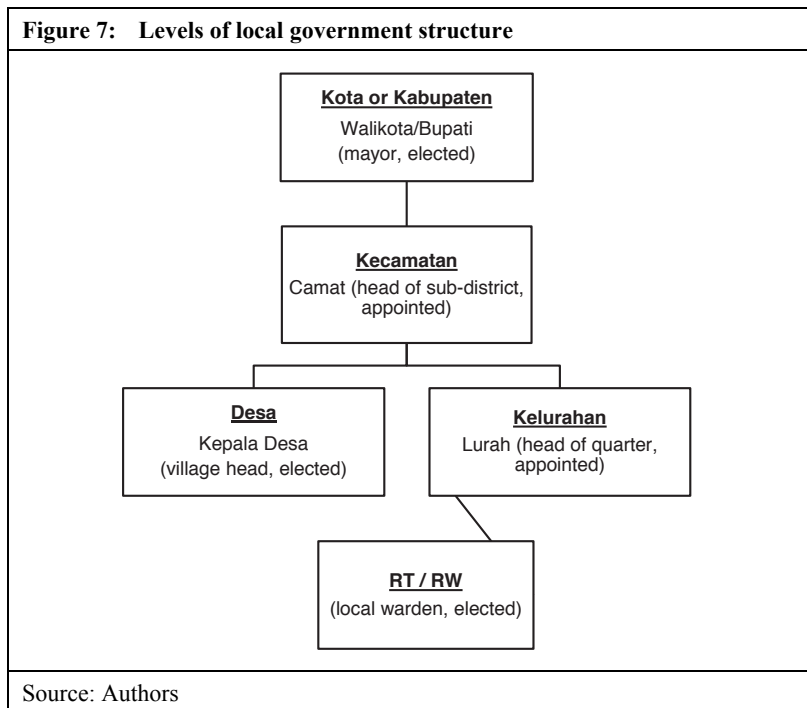 Figure 7: Levels of local government structure
Kota or Kabupaten
Walikota/Bupati
(mayor, elected)
Kecamatan
Camat (head of sub-district,
appointed)
Desa
Kepala Desa
(village head, elected)
Kelurahan
Lurah (head of quarter,
appointed)
RT / RW
(local warden, elected)
Source: Authors